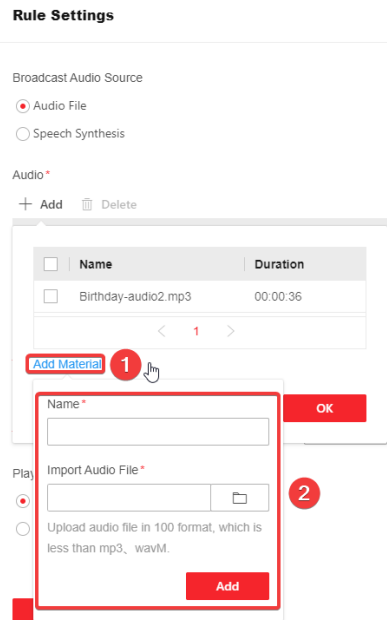 Rule Settings
Broadcast Audio Source
Audio File
Speech Synthesis
Audio*
+ Add Delete
Name Duration
Birthday-audio2.mp3 00:00:36
< 1 >
Add Material 1
Name*
OK
Import Audio File*
Play
2
Upload audio file in 100 format, which is
less than mp3、wavM.
Add